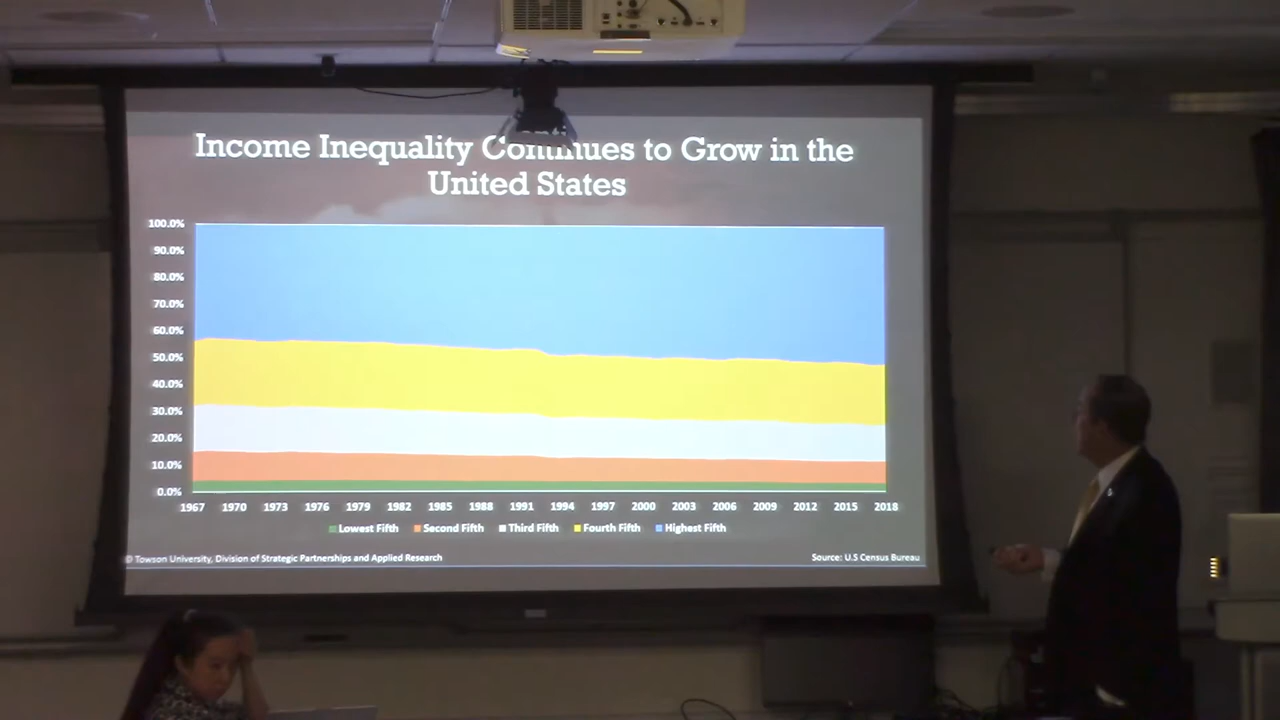 Income Inequality Continues to Grow in the
United States
100.0%
90.0%
80.0%
70.0%
60.0%
50.0%
40.0%
30.0%
20.0%
10.0%
0.0%
1967 1970 1973 1976 1979 1982 1985 1988 1991 1994 1997 2000 2003 2006 2009 2012 2015 2018
Lowest Fifth Second Fifth Third Fifth Fourth Fifth Highest Fifth
© Towson University, Division of Strategic Partnerships and Applied Research
Source: U.S Census Bureau